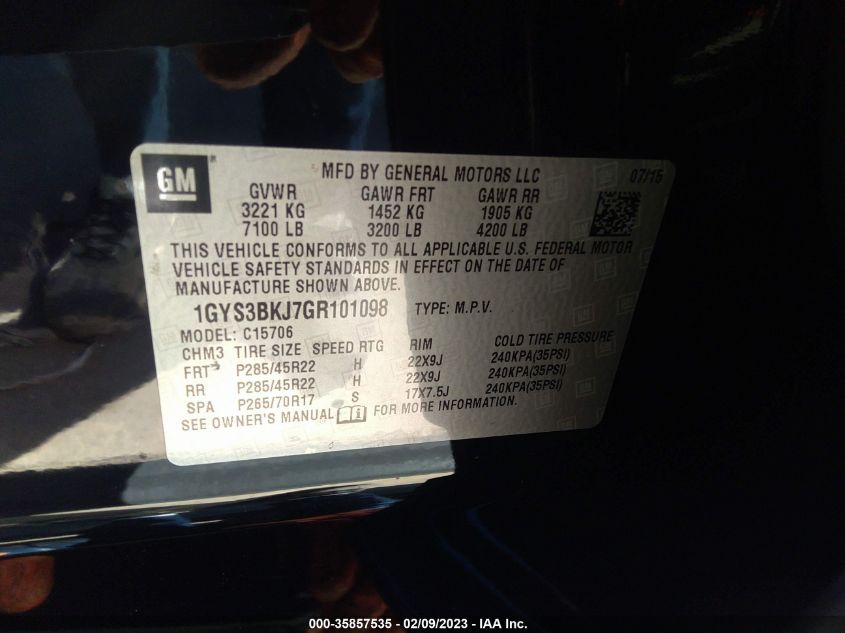 GM
MFD BY GENERAL MOTORS LLC 07/15
GVWR GAWR FRT GAWR RR
3221 KG 1452 KG 1905 KG
7100 LB 3200 LB 4200 LB
THIS VEHICLE CONFORMS TO ALL APPLICABLE U.S. FEDERAL MOTOR
VEHICLE SAFETY STANDARDS IN EFFECT ON THE DATE OF
MANUFACTURE SHOWN ABOVE.
1GYS3BKJ7GR101098 TYPE: M.P.V.
MODEL: C15706
CHM3 TIRE SIZE SPEED RTG RIM COLD TIRE PRESSURE
FRT P285/45R22 H 22X9J 240KPA(35PSI)
RR P285/45R22 H 22X9J 240KPA(35PSI)
SPA P265/70R17 S 17X7.5J 240KPA(35PSI)
SEE OWNER'S MANUAL FOR MORE INFORMATION.
000-35857535 — 02/09/2023 — IAA Inc.